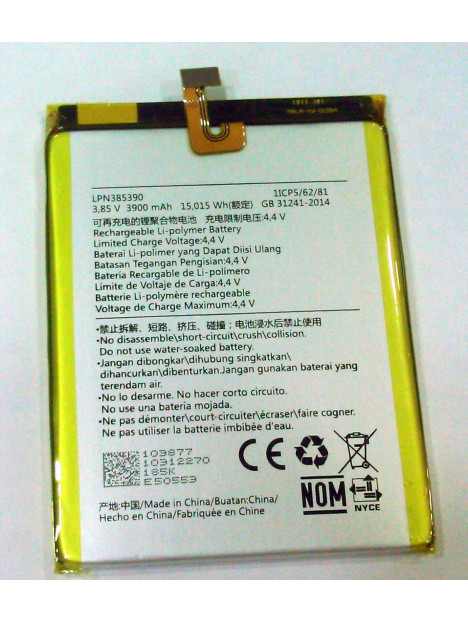 LPN385390 1ICP5/62/81
3,85 V 3900 mAh 15,015 Wh(额定) GB 31241-2014
可再充电的锂聚合物电池 充电限制电压:4,4 V
Rechargeable Li-polymer Battery
Limited Charge Voltage:4,4 V
Baterai Li-polimer yang Dapat Diisi Ulang
Batasan Tegangan Pengisian:4,4 V
Batería Recargable de Li-polímero
Límite de Voltaje de Carga:4,4 V
Batterie Li-polymère rechargeable
Voltage de Charge Maximum:4,4 V
•禁止拆解、短路、挤压、碰撞；电池浸水后禁止使用
•No disassemble\short-circuit\crush\collision.
Do not use water-soaked battery.
•Jangan dibongkar\dihubung singkatkan\
dihancurkan\dibenturkan.Jangan pakai baterai yang
terendam air.
•No lo desarme. No hacer corto circuito.
No use una batería mojada.
•Ne pas démonter\court-circuiter\écraser/faire cogner.
Ne pas utiliser la batterie imbibée d'eau.
103877
10312270
185K
E50553
CE
产地:中国/Made in China/Buatan:China/
Hecho en China/Fabriquée en Chine
NOM
NYCE